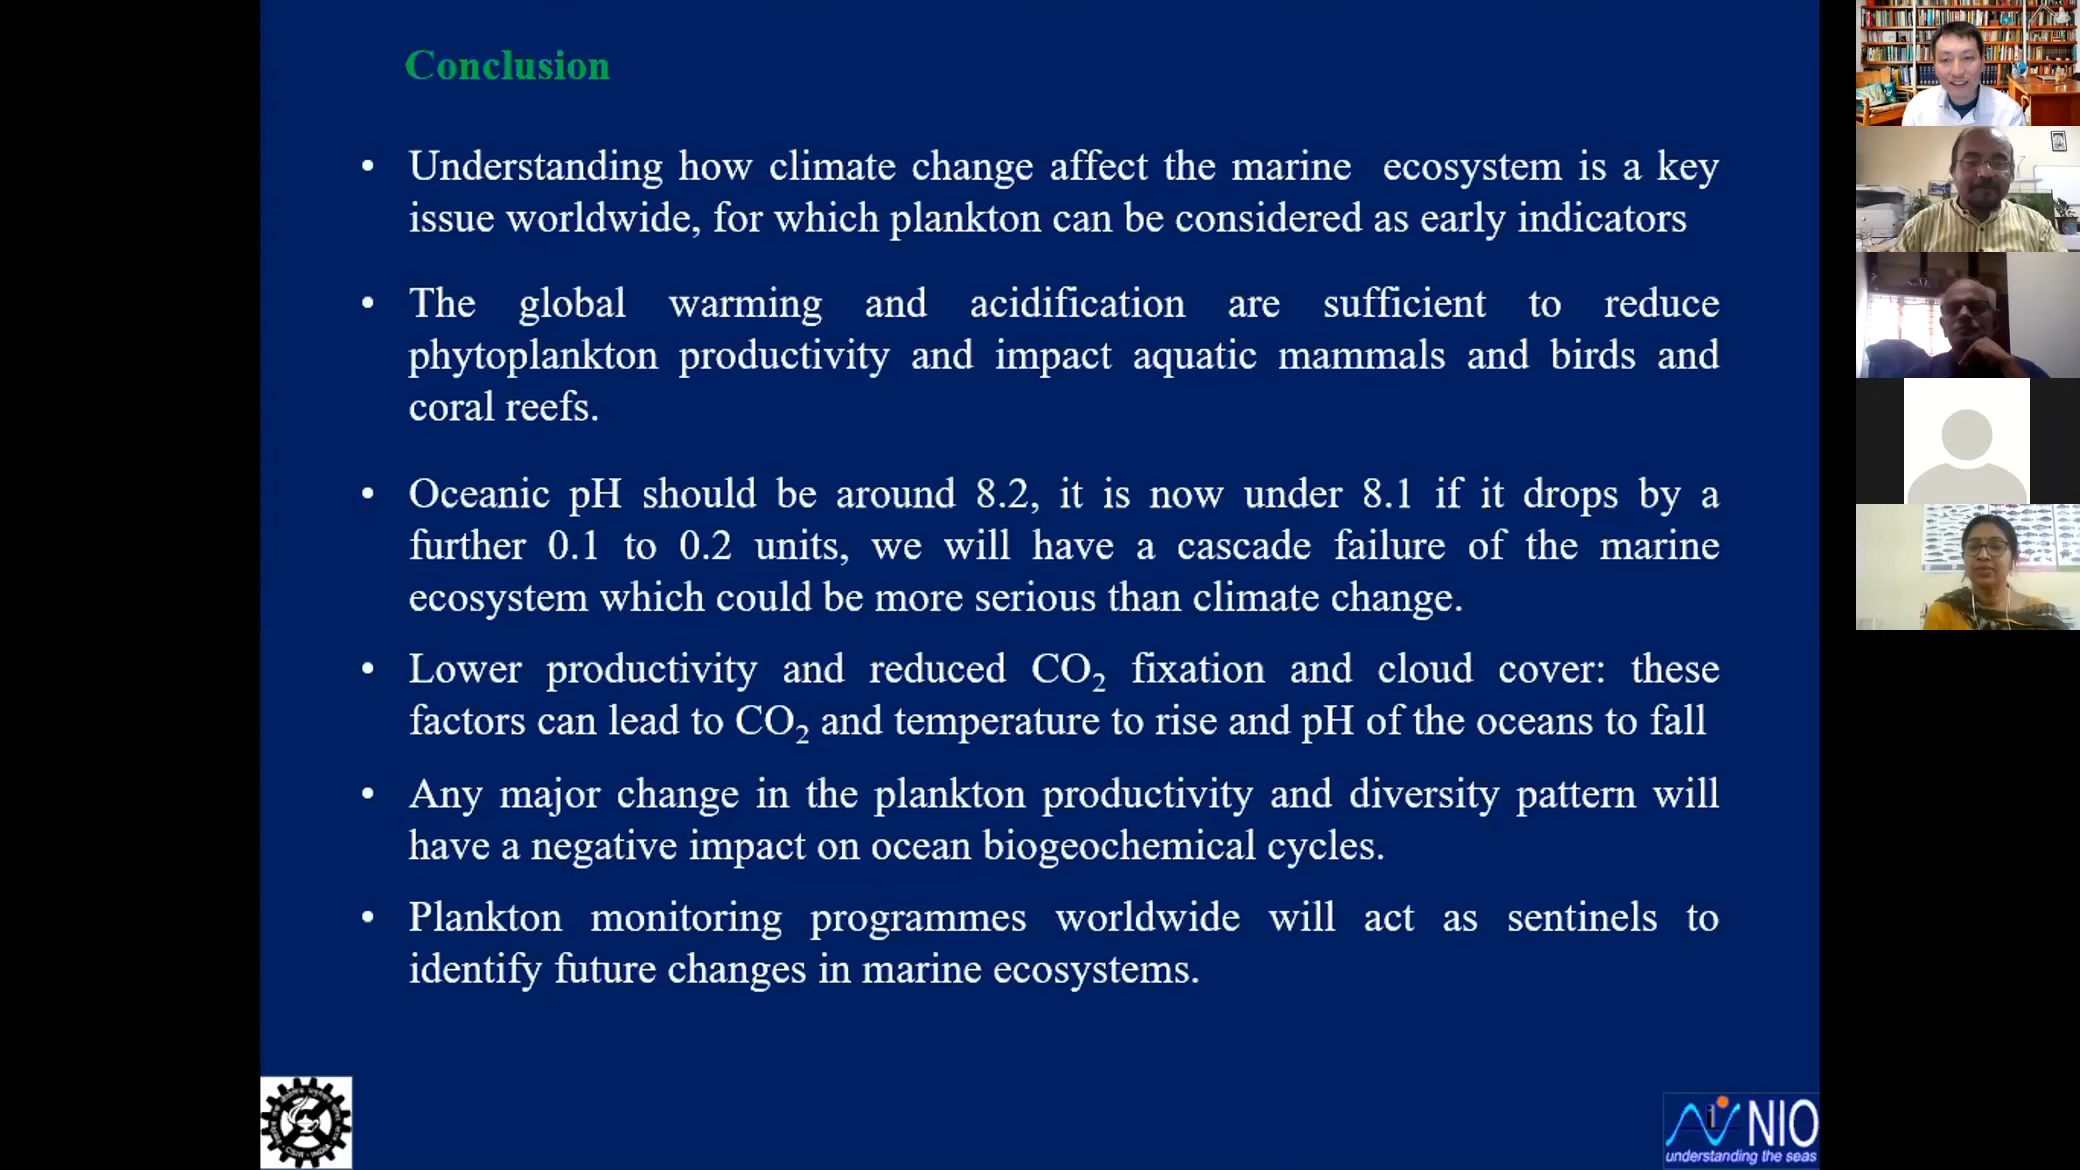 Conclusion
• Understanding how climate change affect the marine ecosystem is a key
issue worldwide, for which plankton can be considered as early indicators
• The global warming and acidification are sufficient to reduce
phytoplankton productivity and impact aquatic mammals and birds and
coral reefs.
• Oceanic pH should be around 8.2, it is now under 8.1 if it drops by a
further 0.1 to 0.2 units, we will have a cascade failure of the marine
ecosystem which could be more serious than climate change.
• Lower productivity and reduced CO₂ fixation and cloud cover: these
factors can lead to CO₂ and temperature to rise and pH of the oceans to fall
• Any major change in the plankton productivity and diversity pattern will
have a negative impact on ocean biogeochemical cycles.
• Plankton monitoring programmes worldwide will act as sentinels to
identify future changes in marine ecosystems.
CSIR - INDIA
NIO
understanding the seas